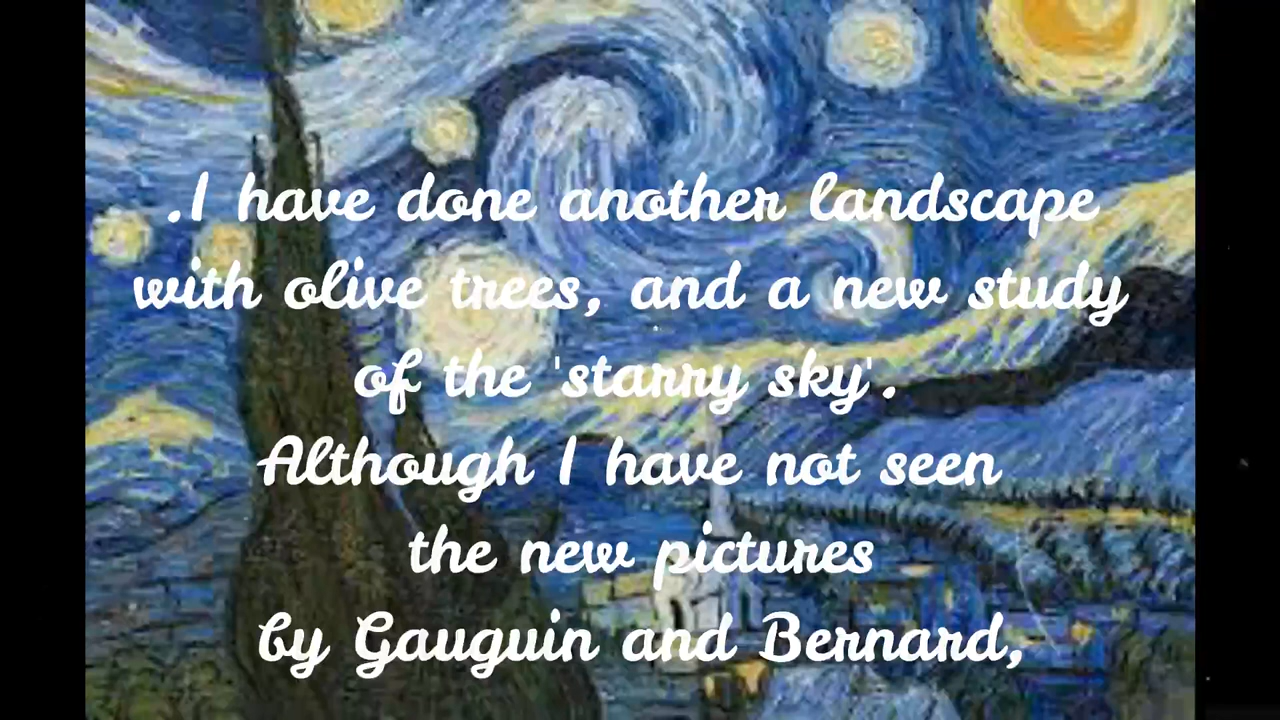 .I have done another landscape
with olive trees, and a new study
of the 'starry sky'.
Although I have not seen
the new pictures
by Gauguin and Bernard,